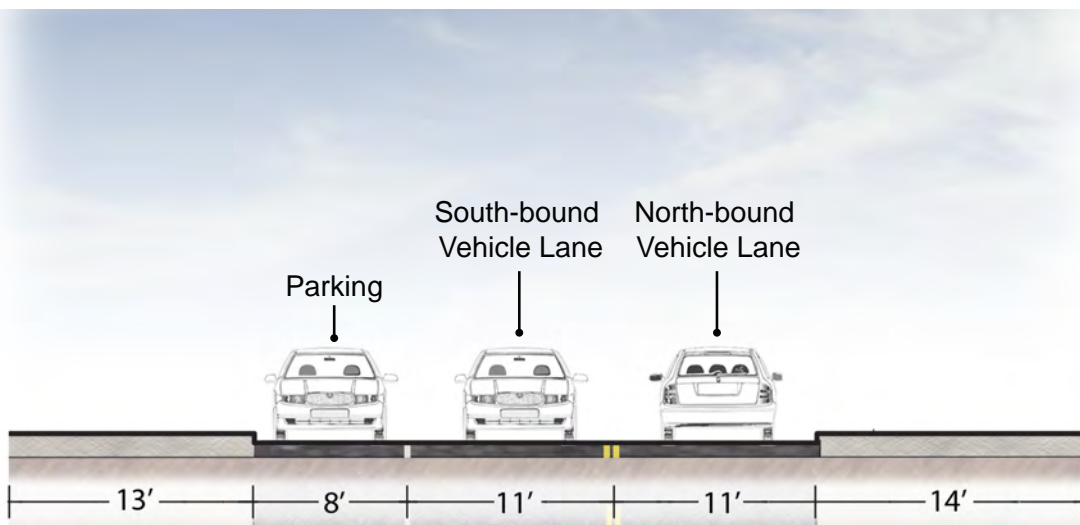 South-bound
Vehicle Lane
North-bound
Vehicle Lane
Parking
13′
8′
11′
11′
14′